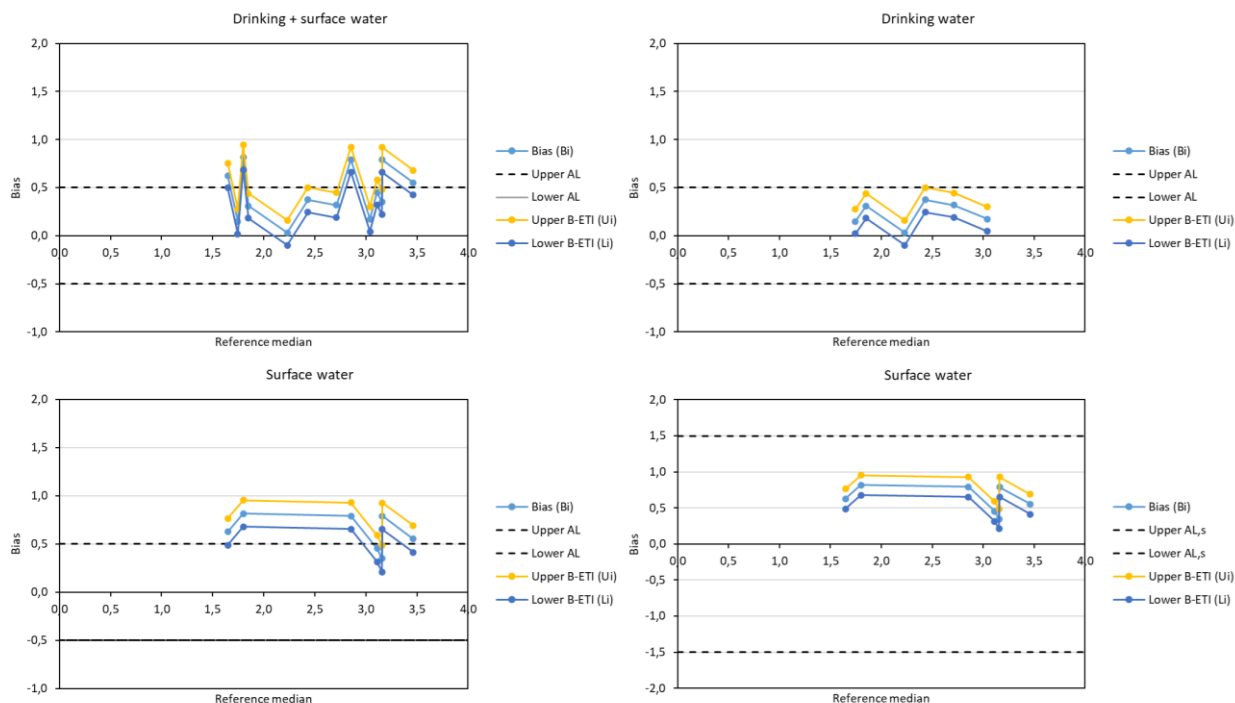 Drinking + surface water
2,0
1,5
1,0
0,5
0,0
-0,5
-1,0
0,0 0,5 1,0 1,5 2,0 2,5 3,0 3,5 4,0
Bias
Reference median
Bias (Bi)
Upper AL
Lower AL
Upper B-ETI (Ui)
Lower B-ETI (Li)
Drinking water
2,0
1,5
1,0
0,5
0,0
-0,5
-1,0
0,0 0,5 1,0 1,5 2,0 2,5 3,0 3,5 4,0
Bias
Reference median
Bias (Bi)
Upper AL
Lower AL
Upper B-ETI (Ui)
Lower B-ETI (Li)
Surface water
2,0
1,5
1,0
0,5
0,0
-0,5
-1,0
0,0 0,5 1,0 1,5 2,0 2,5 3,0 3,5 4,0
Bias
Reference median
Bias (Bi)
Upper AL
Lower AL
Upper B-ETI (Ui)
Lower B-ETI (Li)
Surface water
2,0
1,5
1,0
0,5
0,0
-0,5
-1,0
-1,5
-2,0
0,0 0,5 1,0 1,5 2,0 2,5 3,0 3,5 4,0
Bias
Reference median
Bias (Bi)
Upper AL,s
Lower AL,s
Upper B-ETI (Ui)
Lower B-ETI (Li)